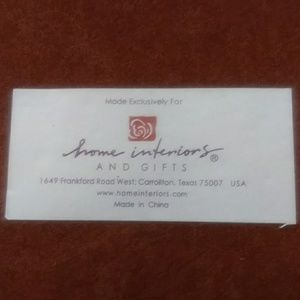 Made Exclusively For
home interiors®
AND GIFTS
1649 Frankford Road West; Carrollton, Texas 75007 USA
www.homeinteriors.com
Made in China